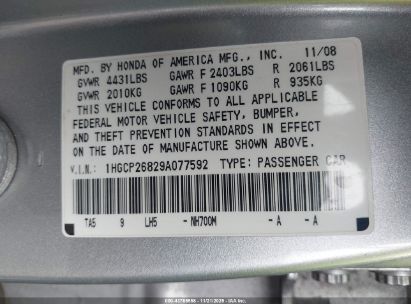 MFD. BY HONDA OF AMERICA MFG., INC. 11/08
GVWR 4431LBS GAWR F 2403LBS R 2061LBS
GVWR 2010KG GAWR F 1090KG R 935KG
THIS VEHICLE CONFORMS TO ALL APPLICABLE
FEDERAL MOTOR VEHICLE SAFETY, BUMPER,
AND THEFT PREVENTION STANDARDS IN EFFECT
ON THE DATE OF MANUFACTURE SHOWN ABOVE.
V.I.N.: 1HGCP26829A077592 TYPE: PASSENGER CAR
TA5 9 LH5 - NH700M - A - A